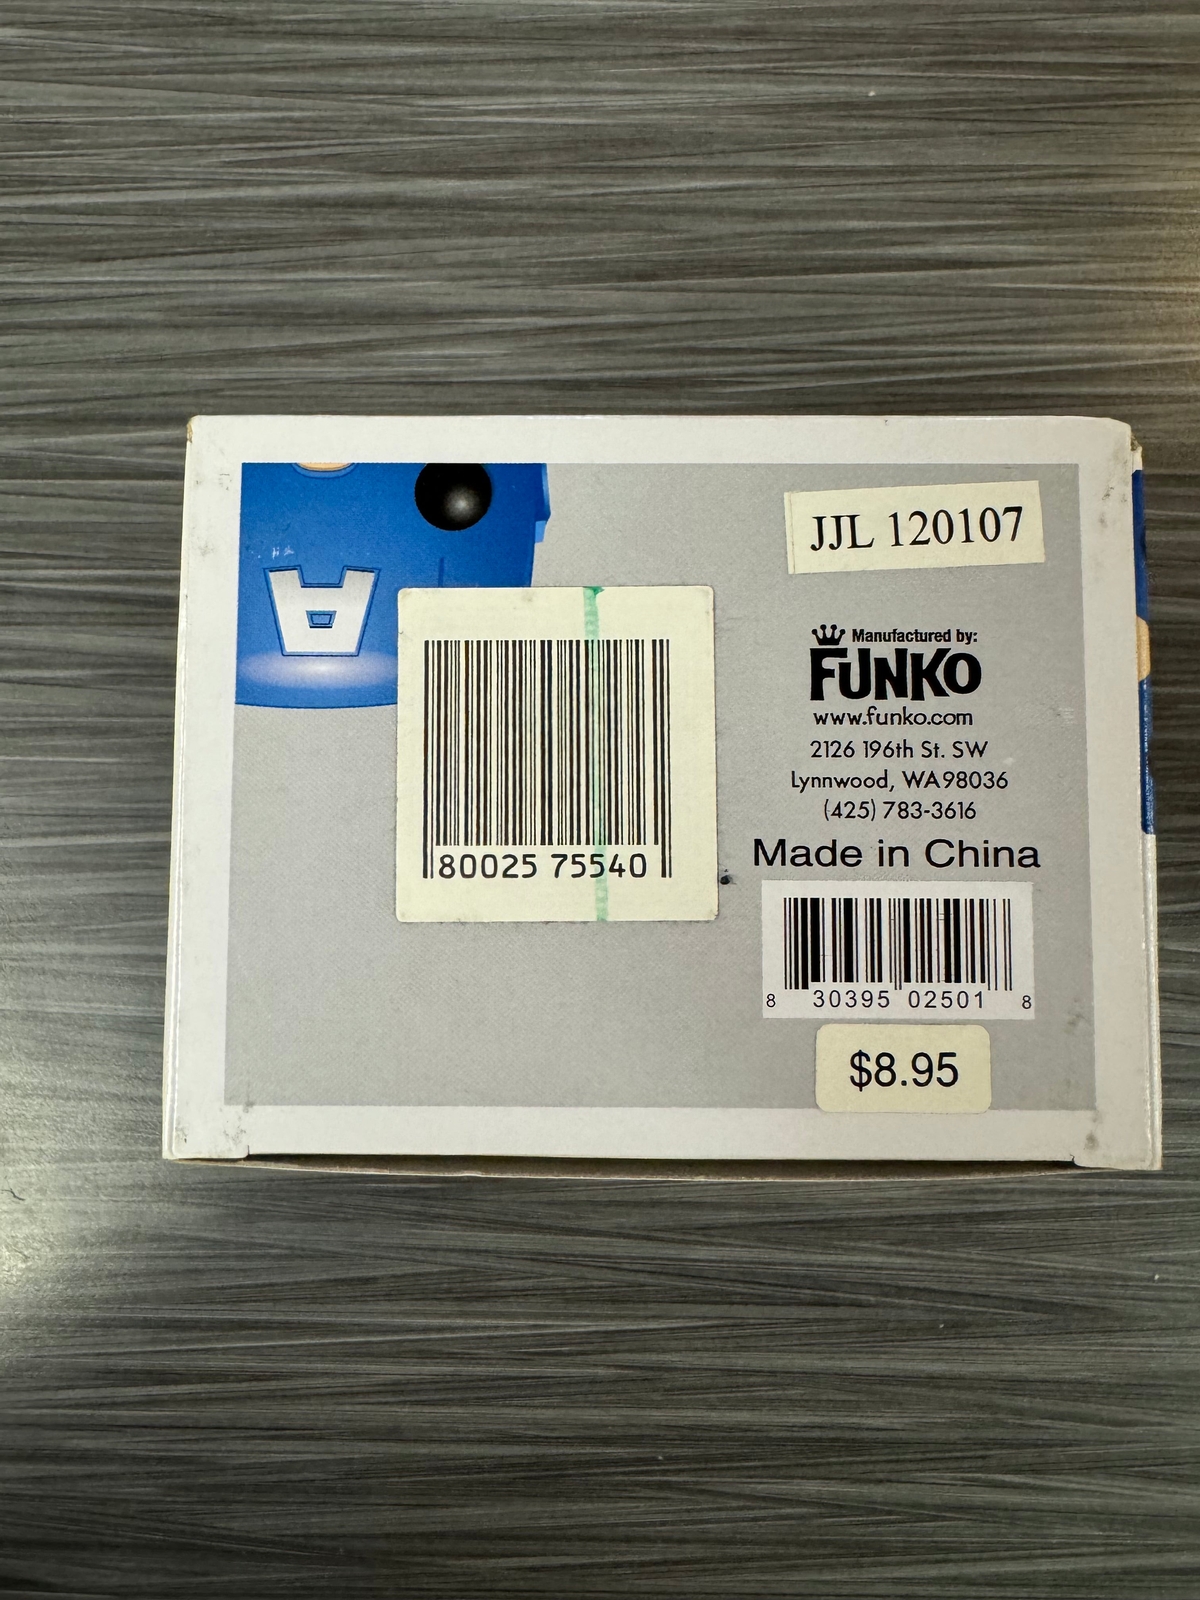 A
JJL 120107
Manufactured by:
FUNKO
www.funko.com
2126 196th St. SW
Lynnwood, WA98036
(425) 783-3616
Made in China
80025 75540
8 30395 02501 8
$8.95